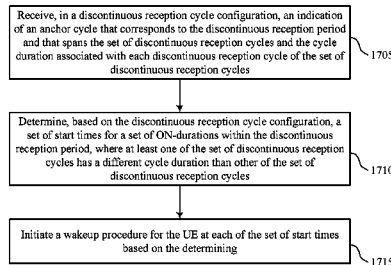 Receive, in a discontinuous reception cycle configuration, an indication
of an anchor cycle that corresponds to the discontinuous reception period
and that spans the set of discontinuous reception cycles and the cycle
duration associated with each discontinuous reception cycle of the set of
discontinuous reception cycles
1705
Determine, based on the discontinuous reception cycle configuration, a
set of start times for a set of ON-durations within the discontinuous
reception period, where at least one of the set of discontinuous reception
cycles has a different cycle duration than other of the set of
discontinuous reception cycles
1710
Initiate a wakeup procedure for the UE at each of the set of start times
based on the determining
1715